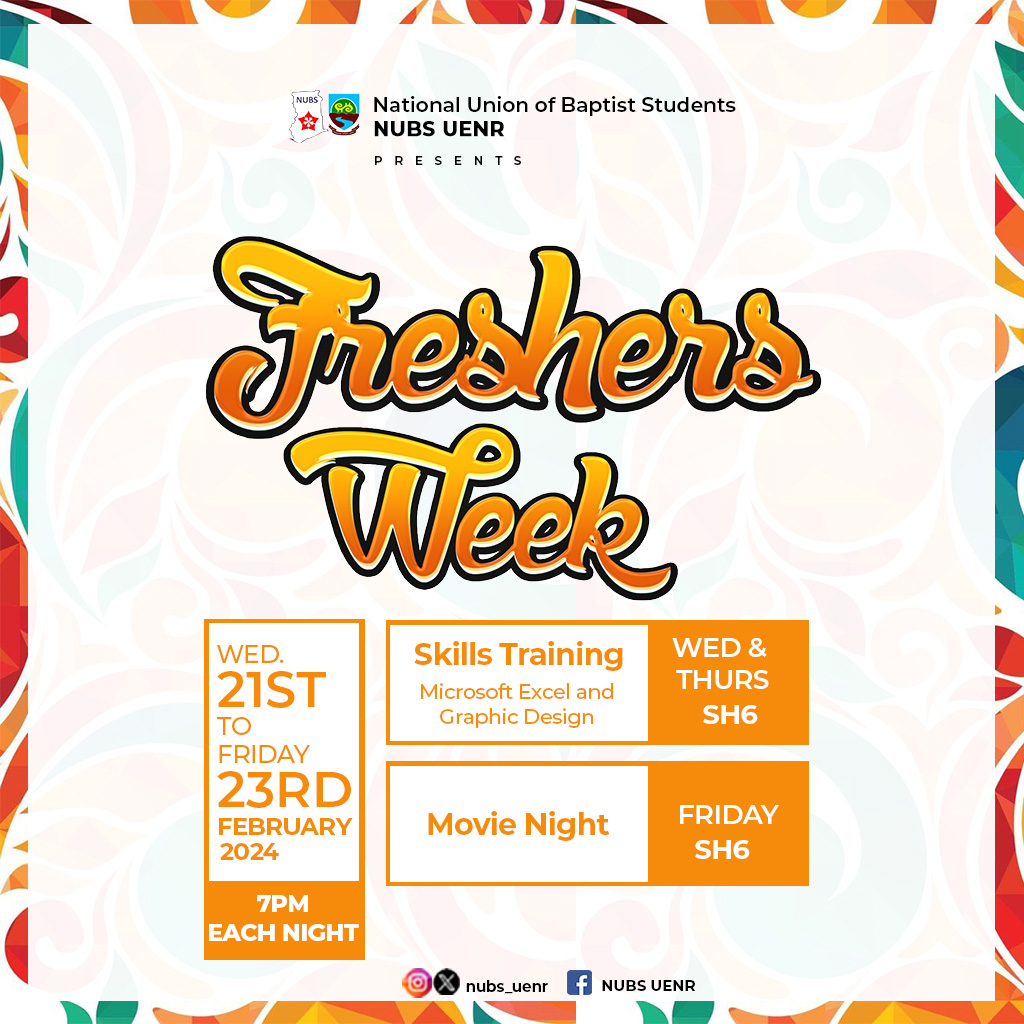 NUBS
National Union of Baptist Students
NUBS UENR
PRESENTS
Freshers
Week
WED.
21ST
TO
FRIDAY
23RD
FEBRUARY
2024
7PM
EACH NIGHT
Skills Training
Microsoft Excel and
Graphic Design
WED &
THURS
SH6
Movie Night
FRIDAY
SH6
nubs_uenr
NUBS UENR